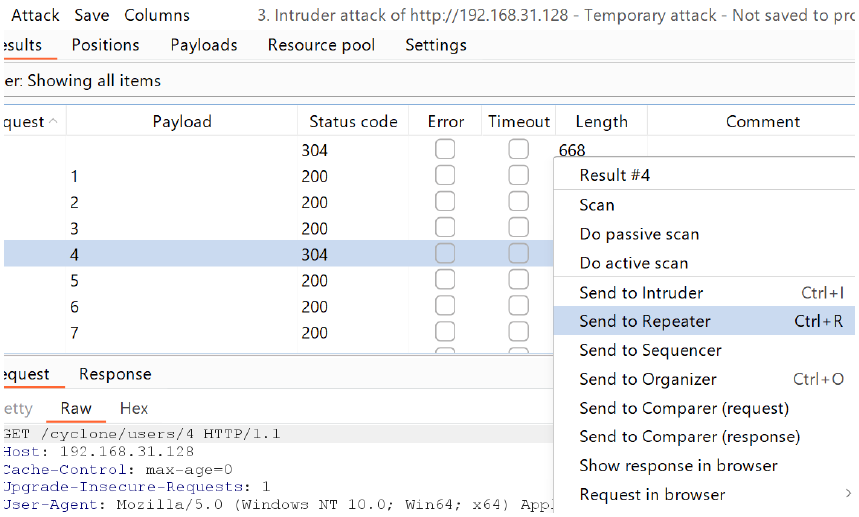 Attack Save Columns 3. Intruder attack of http://192.168.31.128 - Temporary attack - Not saved to pro
esults Positions Payloads Resource pool Settings
er: Showing all items
quest Payload Status code Error Timeout Length Comment
304 668
1 200
2 200
3 200
4 304
5 200
6 200
7 200
Result #4
Scan
Do passive scan
Do active scan
Send to Intruder Ctrl+I
Send to Repeater Ctrl+R
Send to Sequencer
Send to Organizer Ctrl+O
Send to Comparer (request)
Send to Comparer (response)
Show response in browser
Request in browser
equest Response
etty Raw Hex
GET /cyclone/users/4 HTTP/1.1
Host: 192.168.31.128
Cache-Control: max-age=0
Upgrade-Insecure-Requests: 1
User-Agent: Mozilla/5.0 (Windows NT 10.0; Win64; x64) Appl